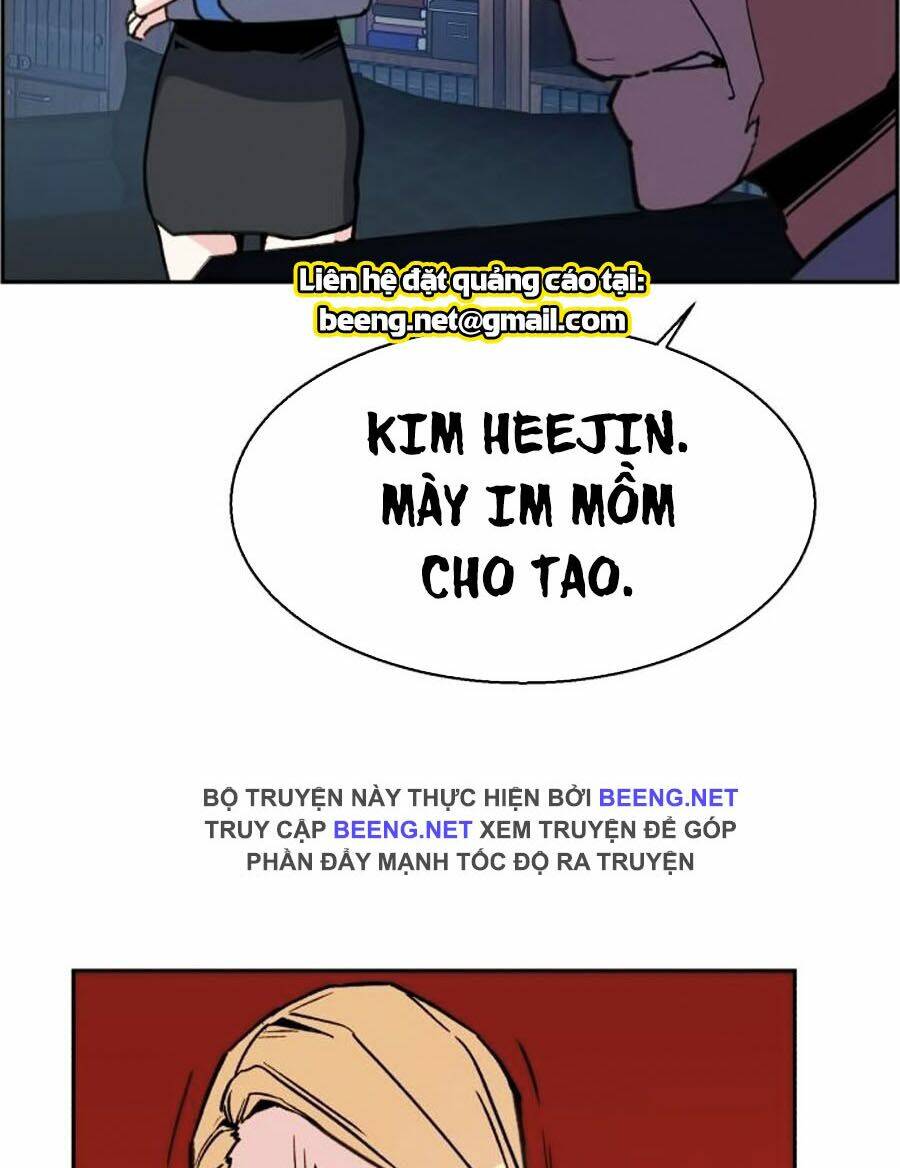 Liên hệ đặt quảng cáo tại:
beeng.net@gmail.com
KIM HEEJIN.
MÀY IM MỒM
CHO TAO.
BỘ TRUYỆN NÀY THỰC HIỆN BỞI BEENG.NET
TRUY CẬP BEENG.NET XEM TRUYỆN ĐỂ GÓP
PHẦN ĐẨY MẠNH TỐC ĐỘ RA TRUYỆN